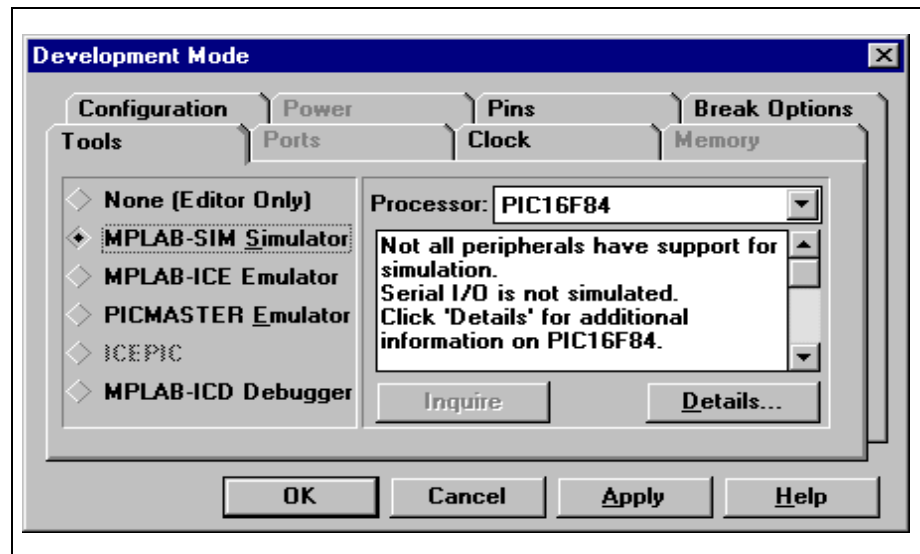 Development Mode
Configuration Power Pins Break Options
Tools Ports Clock Memory
None (Editor Only)
MPLAB-SIM Simulator
MPLAB-ICE Emulator
PICMASTER Emulator
ICEPIC
MPLAB-ICD Debugger
Processor: PIC16F84
Not all peripherals have support for
simulation.
Serial I/O is not simulated.
Click 'Details' for additional
information on PIC16F84.
Inquire Details...
OK Cancel Apply Help